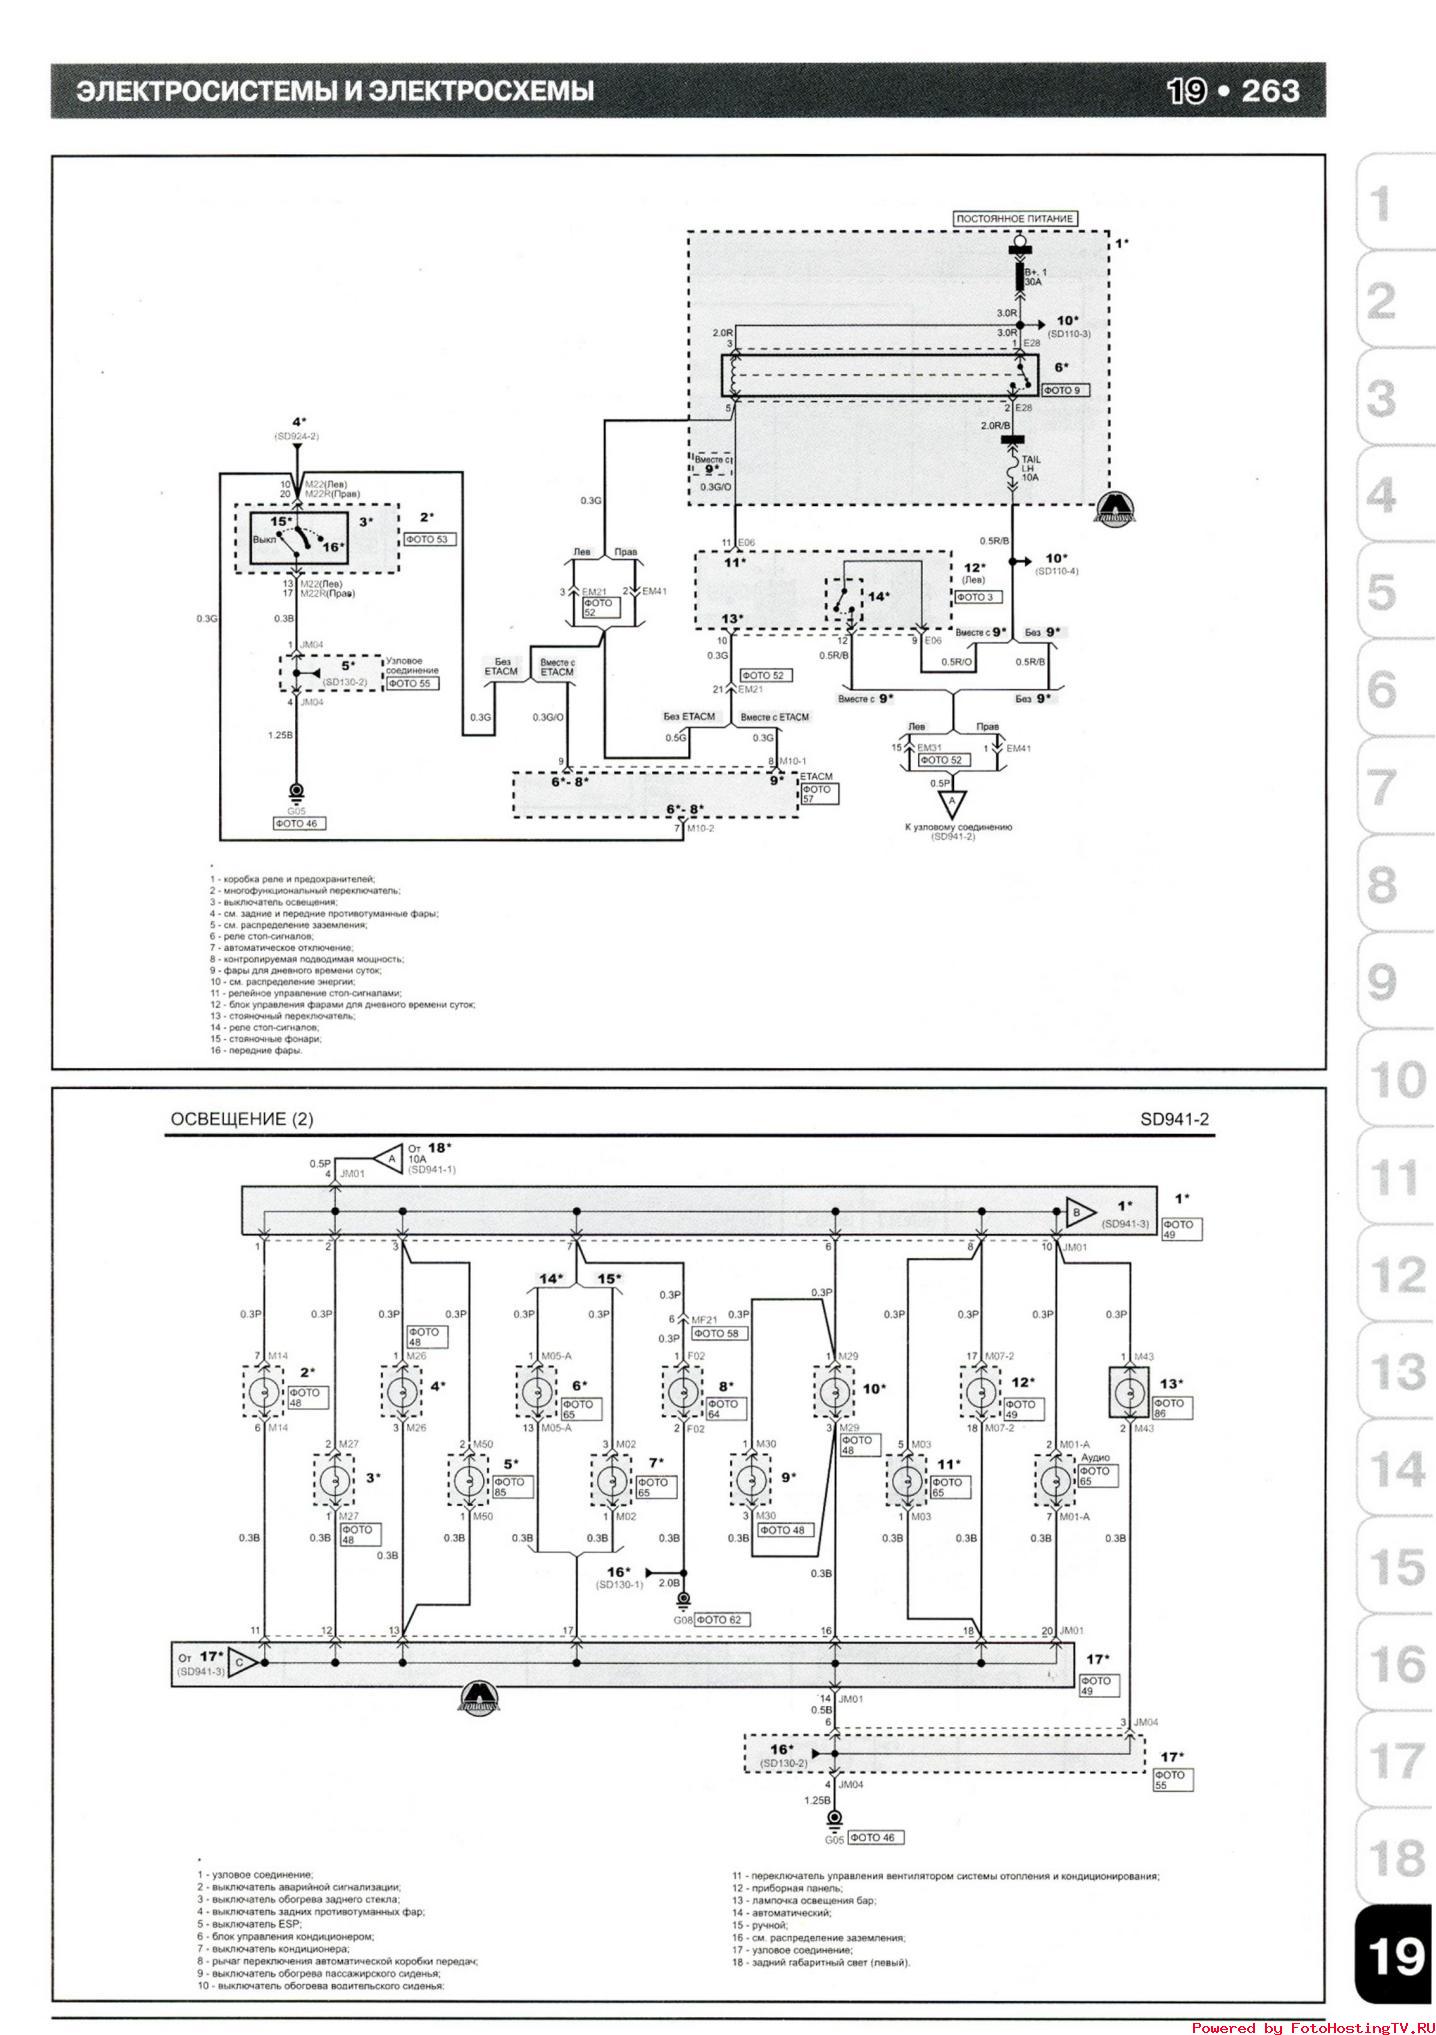 ЭЛЕКТРОСИСТЕМЫ И ЭЛЕКТРОСХЕМЫ
19 • 263
ПОСТОЯННОЕ ПИТАНИЕ
1*
B+. 1
30A
3.0R
10*
(SD110-3)
2.0R
3.0R
3
1
E28
6*
ФОТО 9
5
2
E28
2.0R/B
TAIL
LH
10A
Вместе с
9*
0.3G/O
0.3G
4*
(SD924-2)
10
M22(Лев)
20
M22R(Прав)
15*
3*
2*
Выкл
16*
ФОТО 53
13
M22(Лев)
17
M22R(Прав)
0.3G
0.3B
1
JM04
5*
(SD130-2)
Узловое
соединение
ФОТО 55
4
JM04
1.25B
G05
ФОТО 46
Лев
Прав
3
EM21
2
EM41
ФОТО
52
Без
ETACM
Вместе с
ETACM
0.3G
0.3G/O
11
E06
11*
0.5R/B
10*
(SD110-4)
12*
(Лев)
ФОТО 3
14*
13*
10
12
9
E06
0.3G
0.5R/B
0.5R/O
0.5R/B
Вместе с 9*
Без 9*
ФОТО 52
21
EM21
Вместе с 9*
Без 9*
Без ETACM
Вместе с ETACM
0.5G
0.3G
Лев
Прав
15
EM31
1
EM41
ФОТО 52
0.5P
A
К узловому соединению
(SD941-2)
9
8
M10-1
6*- 8*
9*
ETACM
ФОТО
57
6*- 8*
7
M10-2
*
1 - коробка реле и предохранителей;
2 - многофункциональный переключатель;
3 - выключатель освещения;
4 - см. задние и передние противотуманные фары;
5 - см. распределение заземления;
6 - реле стоп-сигналов;
7 - автоматическое отключение;
8 - контролируемая подводимая мощность;
9 - фары для дневного времени суток;
10 - см. распределение энергии;
11 - релейное управление стоп-сигналами;
12 - блок управления фарами для дневного времени суток;
13 - стояночный переключатель;
14 - реле стоп-сигналов;
15 - стояночные фонари;
16 - передние фары.
ОСВЕЩЕНИЕ (2)
SD941-2
A
От 18*
10A
(SD941-1)
0.5P
4
JM01
B
1*
(SD941-3)
1*
ФОТО
49
1
2
3
7
6
8
10
JM01
14*
15*
0.3P
0.3P
0.3P
0.3P
0.3P
0.3P
0.3P
6
MF21
ФОТО 58
0.3P
0.3P
0.3P
0.3P
0.3P
0.3P
0.3P
ФОТО
48
7
M14
1
M26
1
M05-A
1
F02
1
M29
17
M07-2
1
M43
2*
ФОТО
48
4*
6*
ФОТО
65
8*
ФОТО
64
10*
12*
ФОТО
49
13*
ФОТО
86
6
M14
3
M26
13
M05-A
2
F02
3
M29
ФОТО
48
18
M07-2
2
M43
2
M27
2
M50
3
M02
1
M30
5
M03
2
M01-A
3*
5*
ФОТО
85
7*
ФОТО
65
9*
11*
ФОТО
65
Аудио
ФОТО
65
1
M27
ФОТО
48
1
M50
1
M02
3
M30
ФОТО 48
1
M03
7
M01-A
0.3B
0.3B
0.3B
0.3B
0.3B
0.3B
0.3B
0.3B
0.3B
0.3B
0.3B
0.3B
0.3B
16*
(SD130-1)
2.0B
G08
ФОТО 62
11
12
13
17
16
18
20
JM01
От 17*
(SD941-3)
C
17*
ФОТО
49
14
JM01
0.5B
6
3
JM04
16*
(SD130-2)
17*
ФОТО
55
4
JM04
1.25B
G05
ФОТО 46
*
1 - узловое соединение;
2 - выключатель аварийной сигнализации;
3 - выключатель обогрева заднего стекла;
4 - выключатель задних противотуманных фар;
5 - выключатель ESP;
6 - блок управления кондиционером;
7 - выключатель кондиционера;
8 - рычаг переключения автоматической коробки передач;
9 - выключатель обогрева пассажирского сиденья;
10 - выключатель обогрева водительского сиденья;
11 - переключатель управления вентилятором системы отопления и кондиционирования;
12 - приборная панель;
13 - лампочка освещения бар;
14 - автоматический;
15 - ручной;
16 - см. распределение заземления;
17 - узловое соединение;
18 - задний габаритный свет (левый).
1
2
3
4
5
6
7
8
9
10
11
12
13
14
15
16
17
18
19
Powered by FotoHostingTV.RU